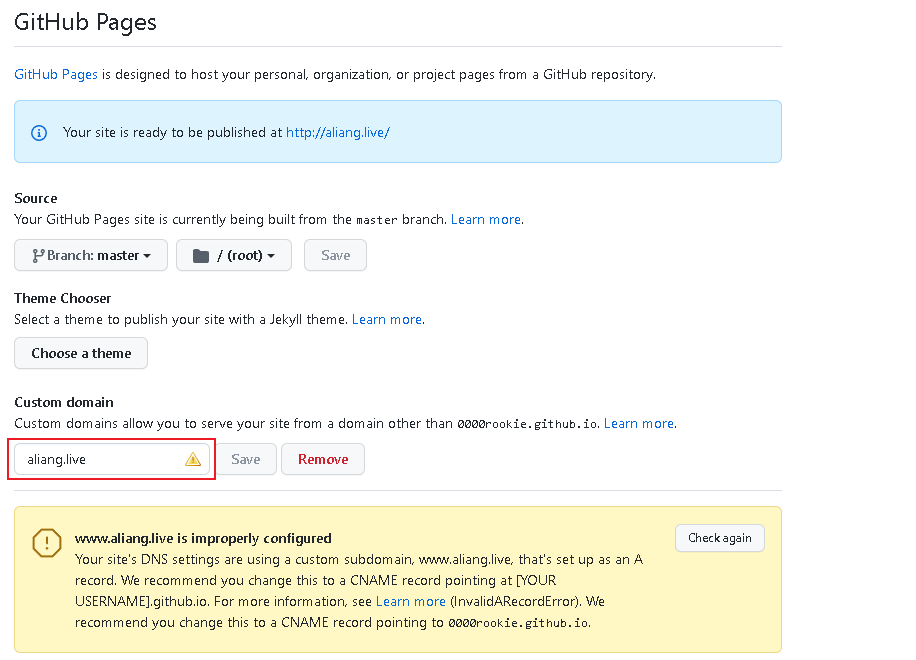 GitHub Pages
GitHub Pages is designed to host your personal, organization, or project pages from a GitHub repository.
Your site is ready to be published at http://aliang.live/
Source
Your GitHub Pages site is currently being built from the master branch. Learn more.
Branch: master / (root) Save
Theme Chooser
Select a theme to publish your site with a Jekyll theme. Learn more.
Choose a theme
Custom domain
Custom domains allow you to serve your site from a domain other than 0000rookie.github.io. Learn more.
aliang.live Save Remove
www.aliang.live is improperly configured Check again
Your site's DNS settings are using a custom subdomain, www.aliang.live, that's set up as an A
record. We recommend you change this to a CNAME record pointing at [YOUR
USERNAME].github.io. For more information, see Learn more (InvalidARecordError). We
recommend you change this to a CNAME record pointing to 0000rookie.github.io.